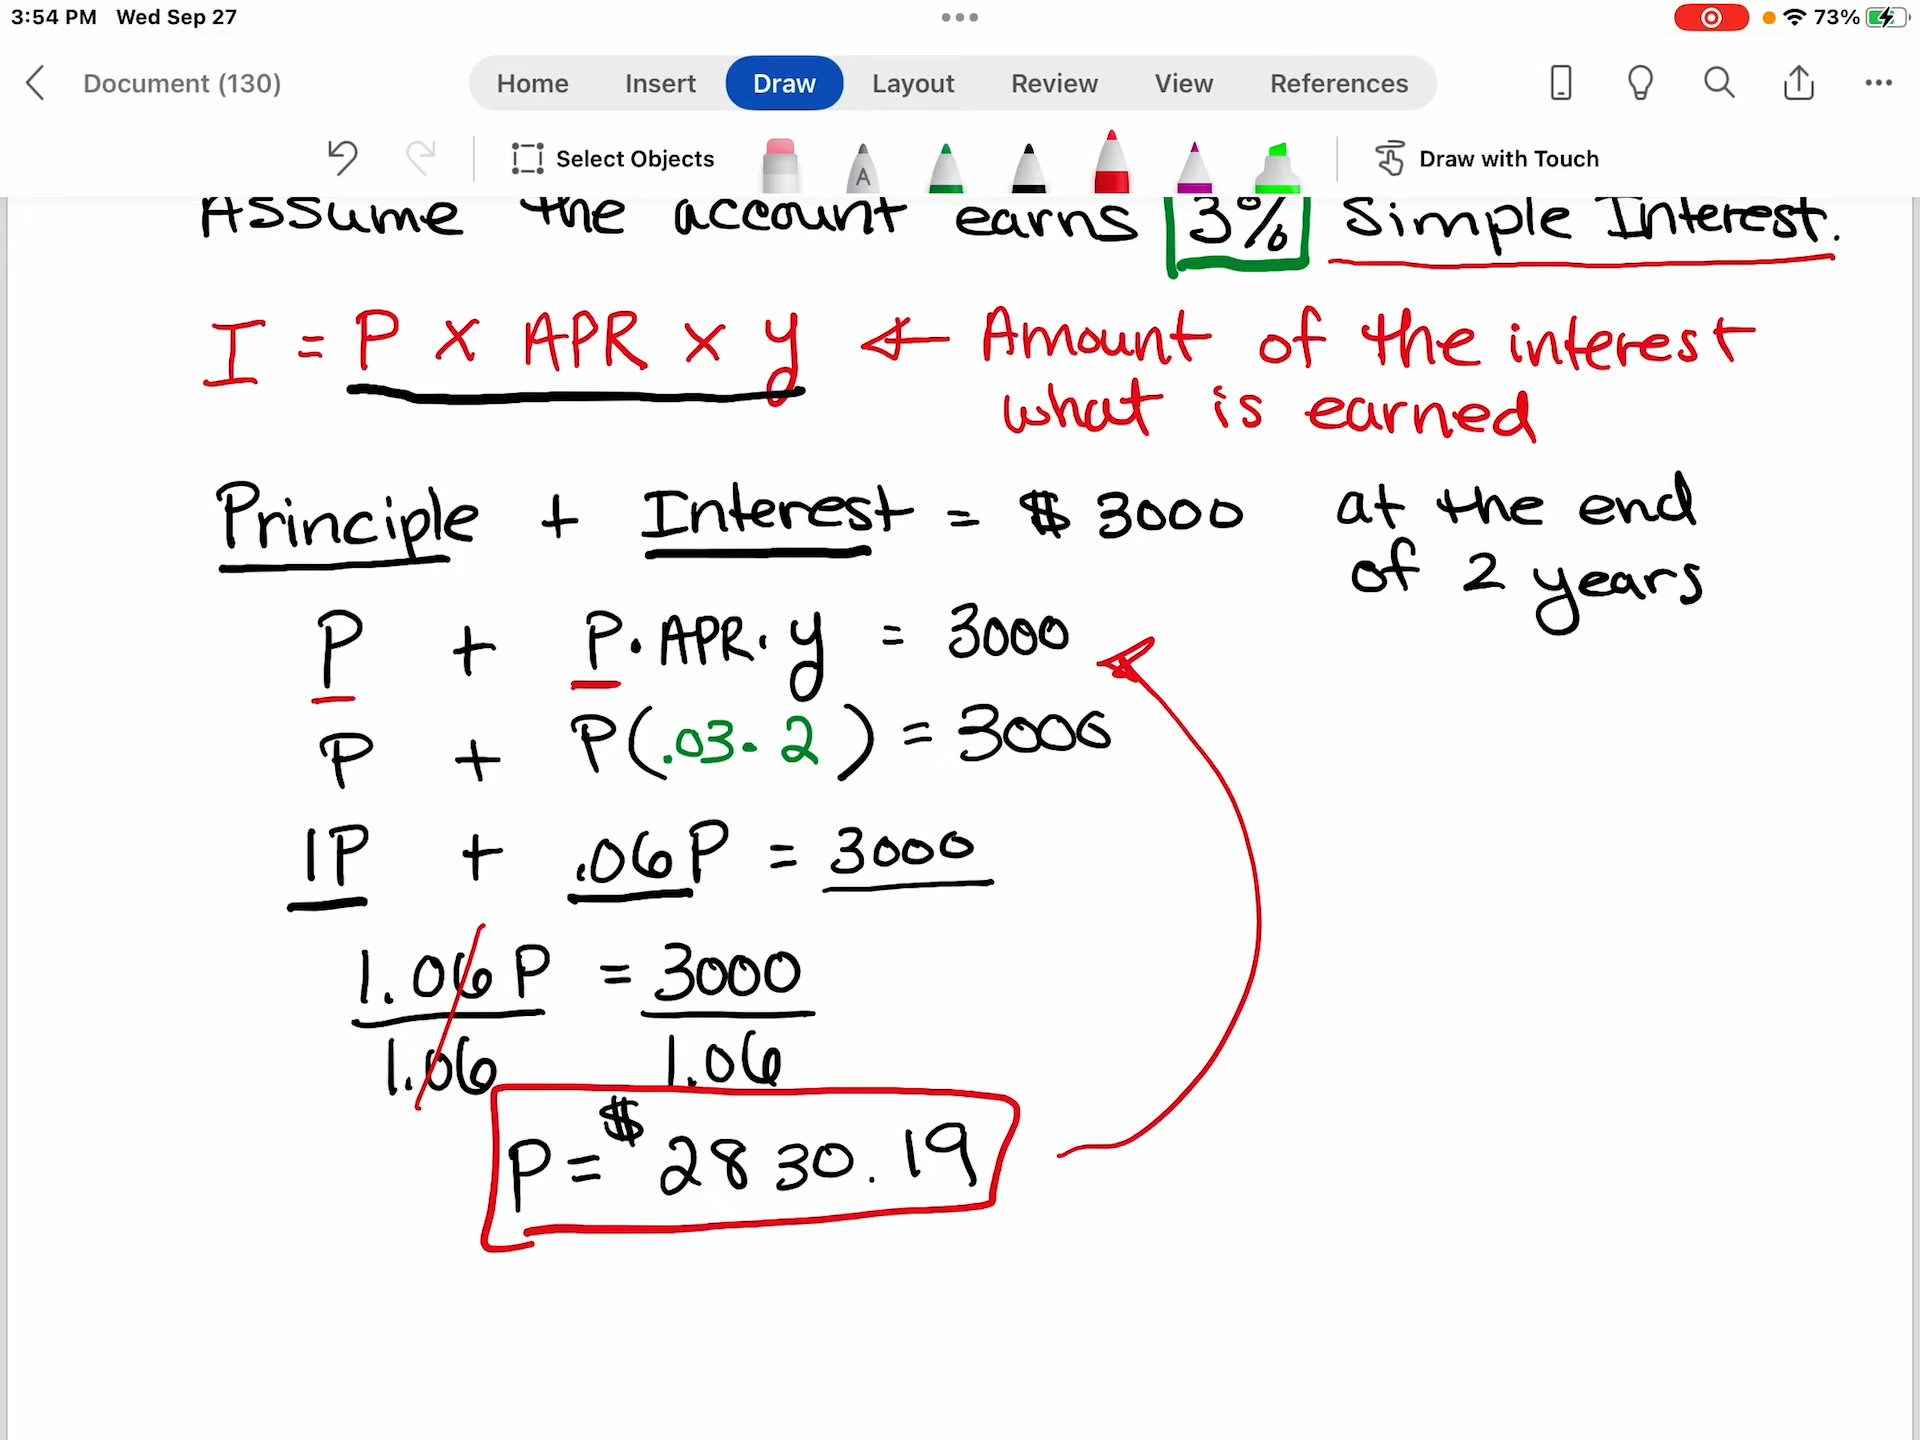 3:54 PM Wed Sep 27
73%
Document (130)
Home Insert Draw Layout Review View References
Select Objects
A
Draw with Touch
Assume the account earns 3% Simple Interest.
I = P x APR x y ← Amount of the interest
what is earned
Principle + Interest = $ 3000 at the end
of 2 years
P + P · APR · y = 3000
P + P(.03 · 2) = 3000
1P + .06P = 3000
1.06 P = 3000
1.06 1.06
P = $ 2830.19